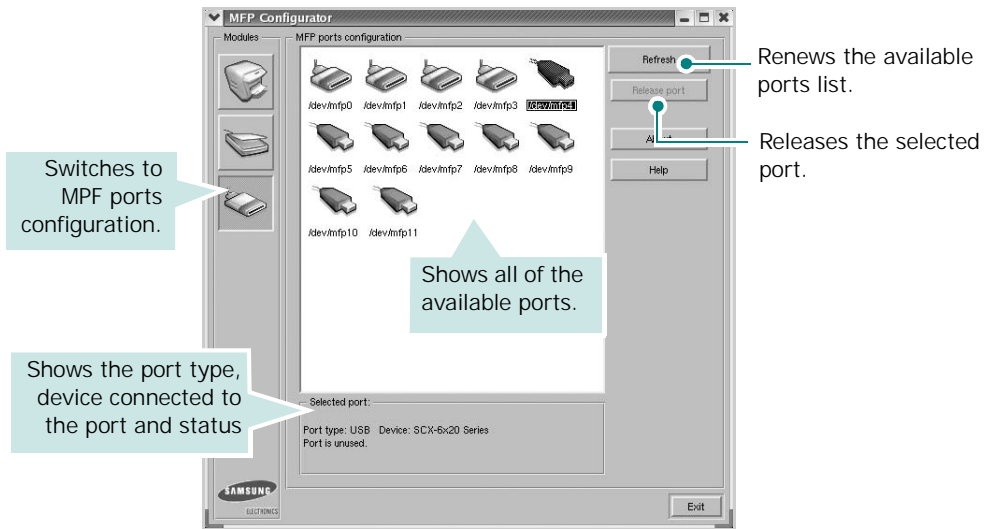 MFP Configurator
Modules
MFP ports configuration
/dev/mfp0 /dev/mfp1 /dev/mfp2 /dev/mfp3 /dev/mfp4
/dev/mfp5 /dev/mfp6 /dev/mfp7 /dev/mfp8 /dev/mfp9
/dev/mfp10 /dev/mfp11
Refresh
Release port
Help
Renews the available
ports list.
Releases the selected
port.
Switches to
MPF ports
configuration.
Shows all of the
available ports.
Shows the port type,
device connected to
the port and status
Selected port:
Port type: USB Device: SCX-6x20 Series
Port is unused.
SAMSUNG
ELECTRONICS
Exit